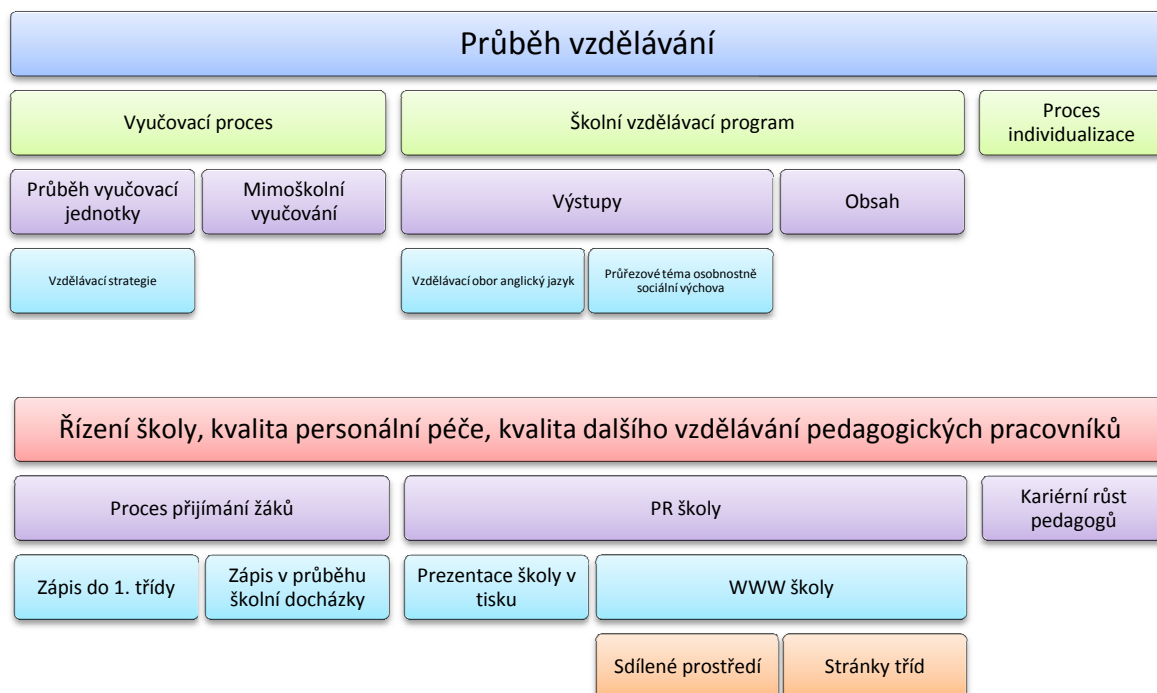 Průběh vzdělávání
Vyučovací proces
Školní vzdělávací program
Proces
individualizace
Průběh vyučovací
jednotky
Mimoškolní
vyučování
Výstupy
Obsah
Vzdělávací strategie
Vzdělávací obor anglický jazyk
Průřezové téma osobnostně
sociální výchova
Řízení školy, kvalita personální péče, kvalita dalšího vzdělávání pedagogických pracovníků
Proces přijímání žáků
PR školy
Kariérní růst
pedagogů
Zápis do 1. třídy
Zápis v průběhu
školní docházky
Prezentace školy v
tisku
WWW školy
Sdílené prostředí
Stránky tříd